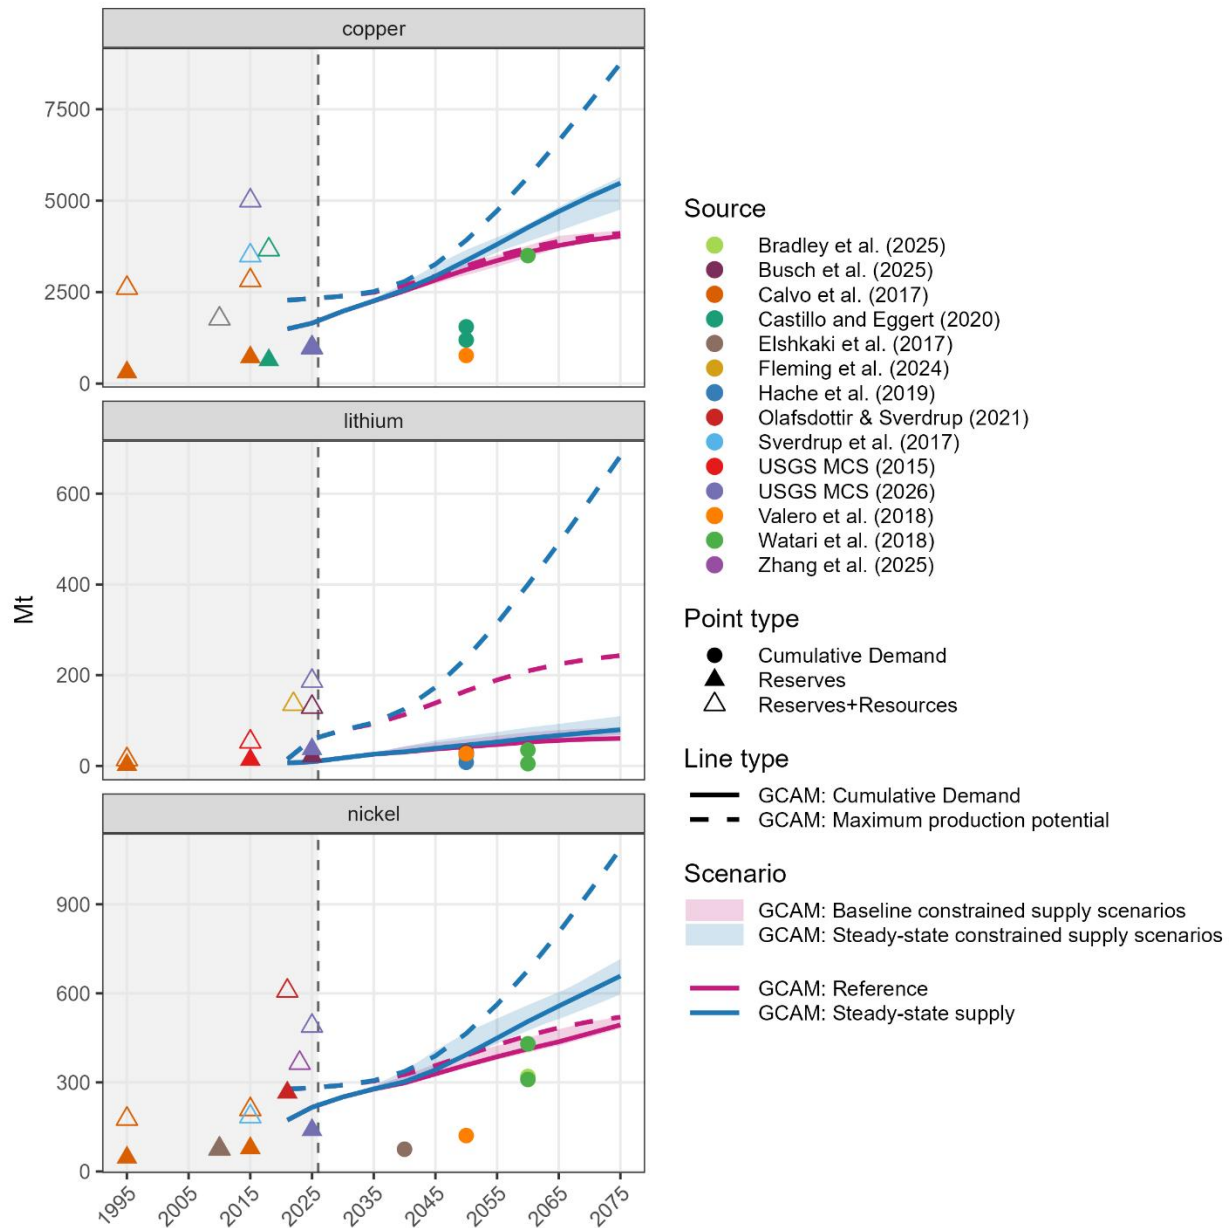 copper
7500
5000
2500
0
lithium
600
400
200
0
nickel
900
600
300
0
Mt
1995
2005
2015
2025
2035
2045
2055
2065
2075
Source
Bradley et al. (2025)
Busch et al. (2025)
Calvo et al. (2017)
Castillo and Eggert (2020)
Elshkaki et al. (2017)
Fleming et al. (2024)
Hache et al. (2019)
Olafsdottir & Sverdrup (2021)
Sverdrup et al. (2017)
USGS MCS (2015)
USGS MCS (2026)
Valero et al. (2018)
Watari et al. (2018)
Zhang et al. (2025)
Point type
Cumulative Demand
Reserves
Reserves+Resources
Line type
GCAM: Cumulative Demand
GCAM: Maximum production potential
Scenario
GCAM: Baseline constrained supply scenarios
GCAM: Steady-state constrained supply scenarios
GCAM: Reference
GCAM: Steady-state supply